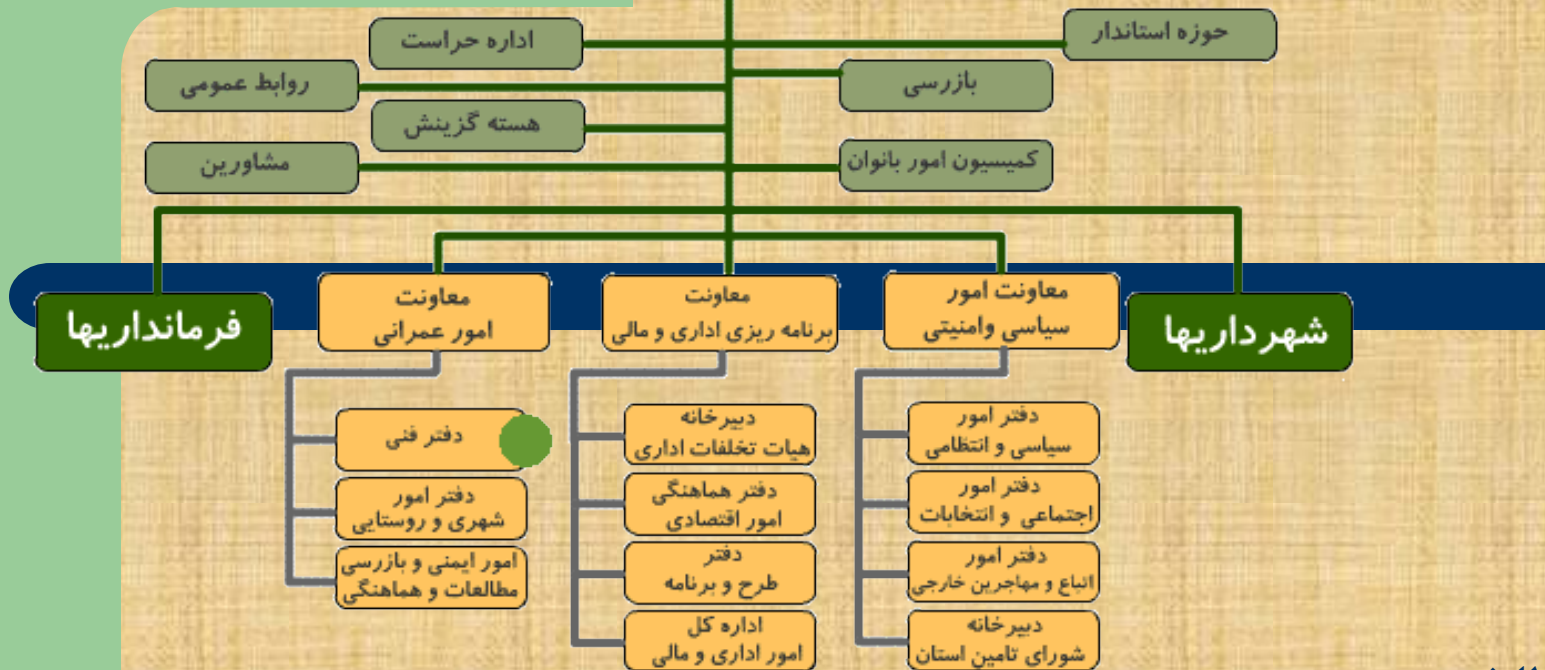 حوزه استاندار
اداره حراست
بازرسی
روابط عمومی
هسته گزینش
کمیسیون امور بانوان
مشاورین
شهرداریها
معاونت امور
سیاسی وامنیتی
معاونت
برنامه ریزی اداری و مالی
معاونت
امور عمرانی
فرمانداریها
دفتر امور
سیاسی و انتظامی
دفتر امور
اجتماعی و انتخابات
دفتر امور
اتباع و مهاجرین خارجی
دبیرخانه
شورای تامین استان
دبیرخانه
هیات تخلفات اداری
دفتر هماهنگی
امور اقتصادی
دفتر
طرح و برنامه
اداره کل
امور اداری و مالی
دفتر فنی
دفتر امور
شهری و روستایی
امور ایمنی و بازرسی
مطالعات و هماهنگی